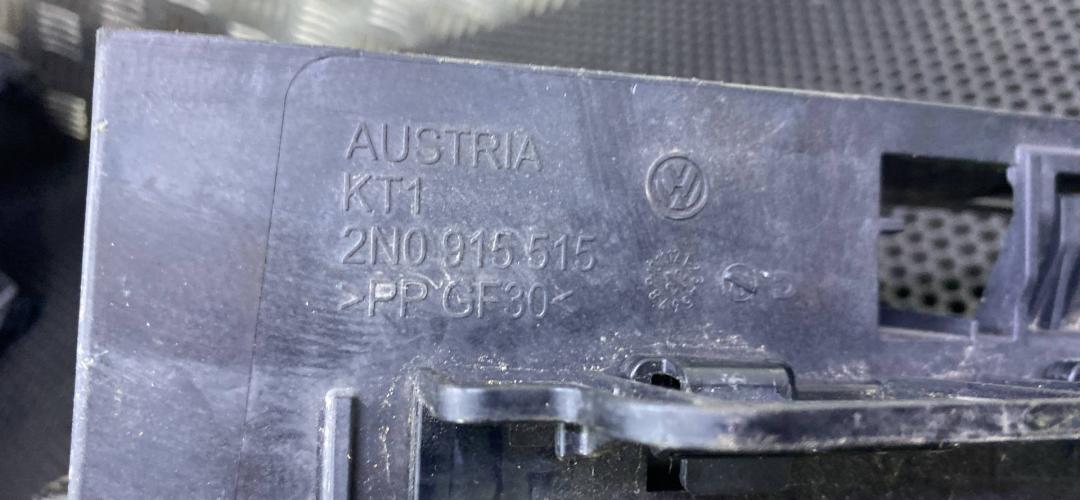 AUSTRIA
KT1
2N0 915 515
>PP GF30<